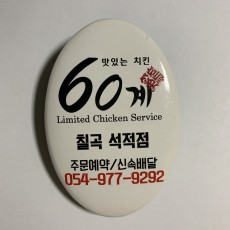 맛있는 치킨
60계
Limited Chicken Service
칠곡 석적점
주문예약/신속배달
054-977-9292